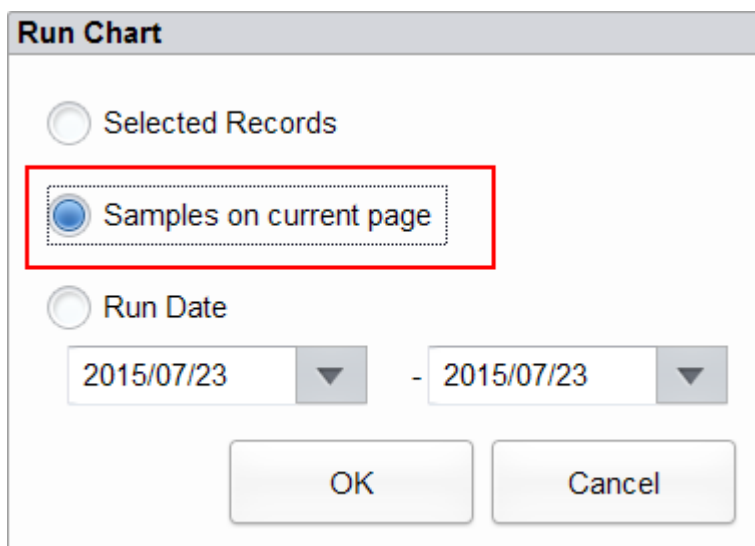 Run Chart
Selected Records
Samples on current page
Run Date
2015/07/23 - 2015/07/23
OK Cancel